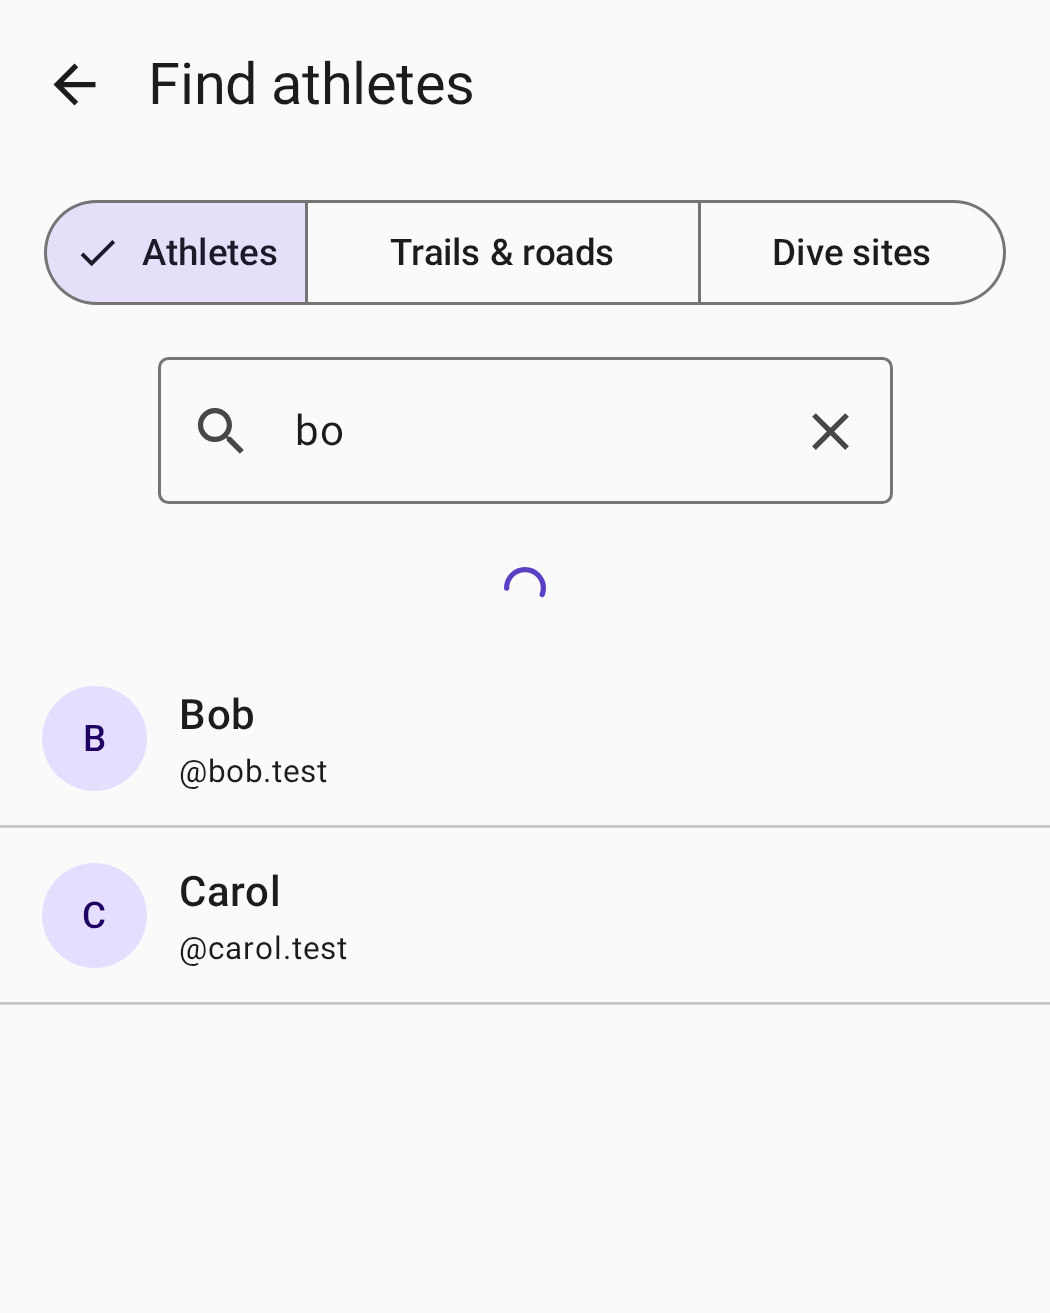 Find athletes
Athletes
Trails & roads
Dive sites
bo
B
Bob
@bob.test
C
Carol
@carol.test